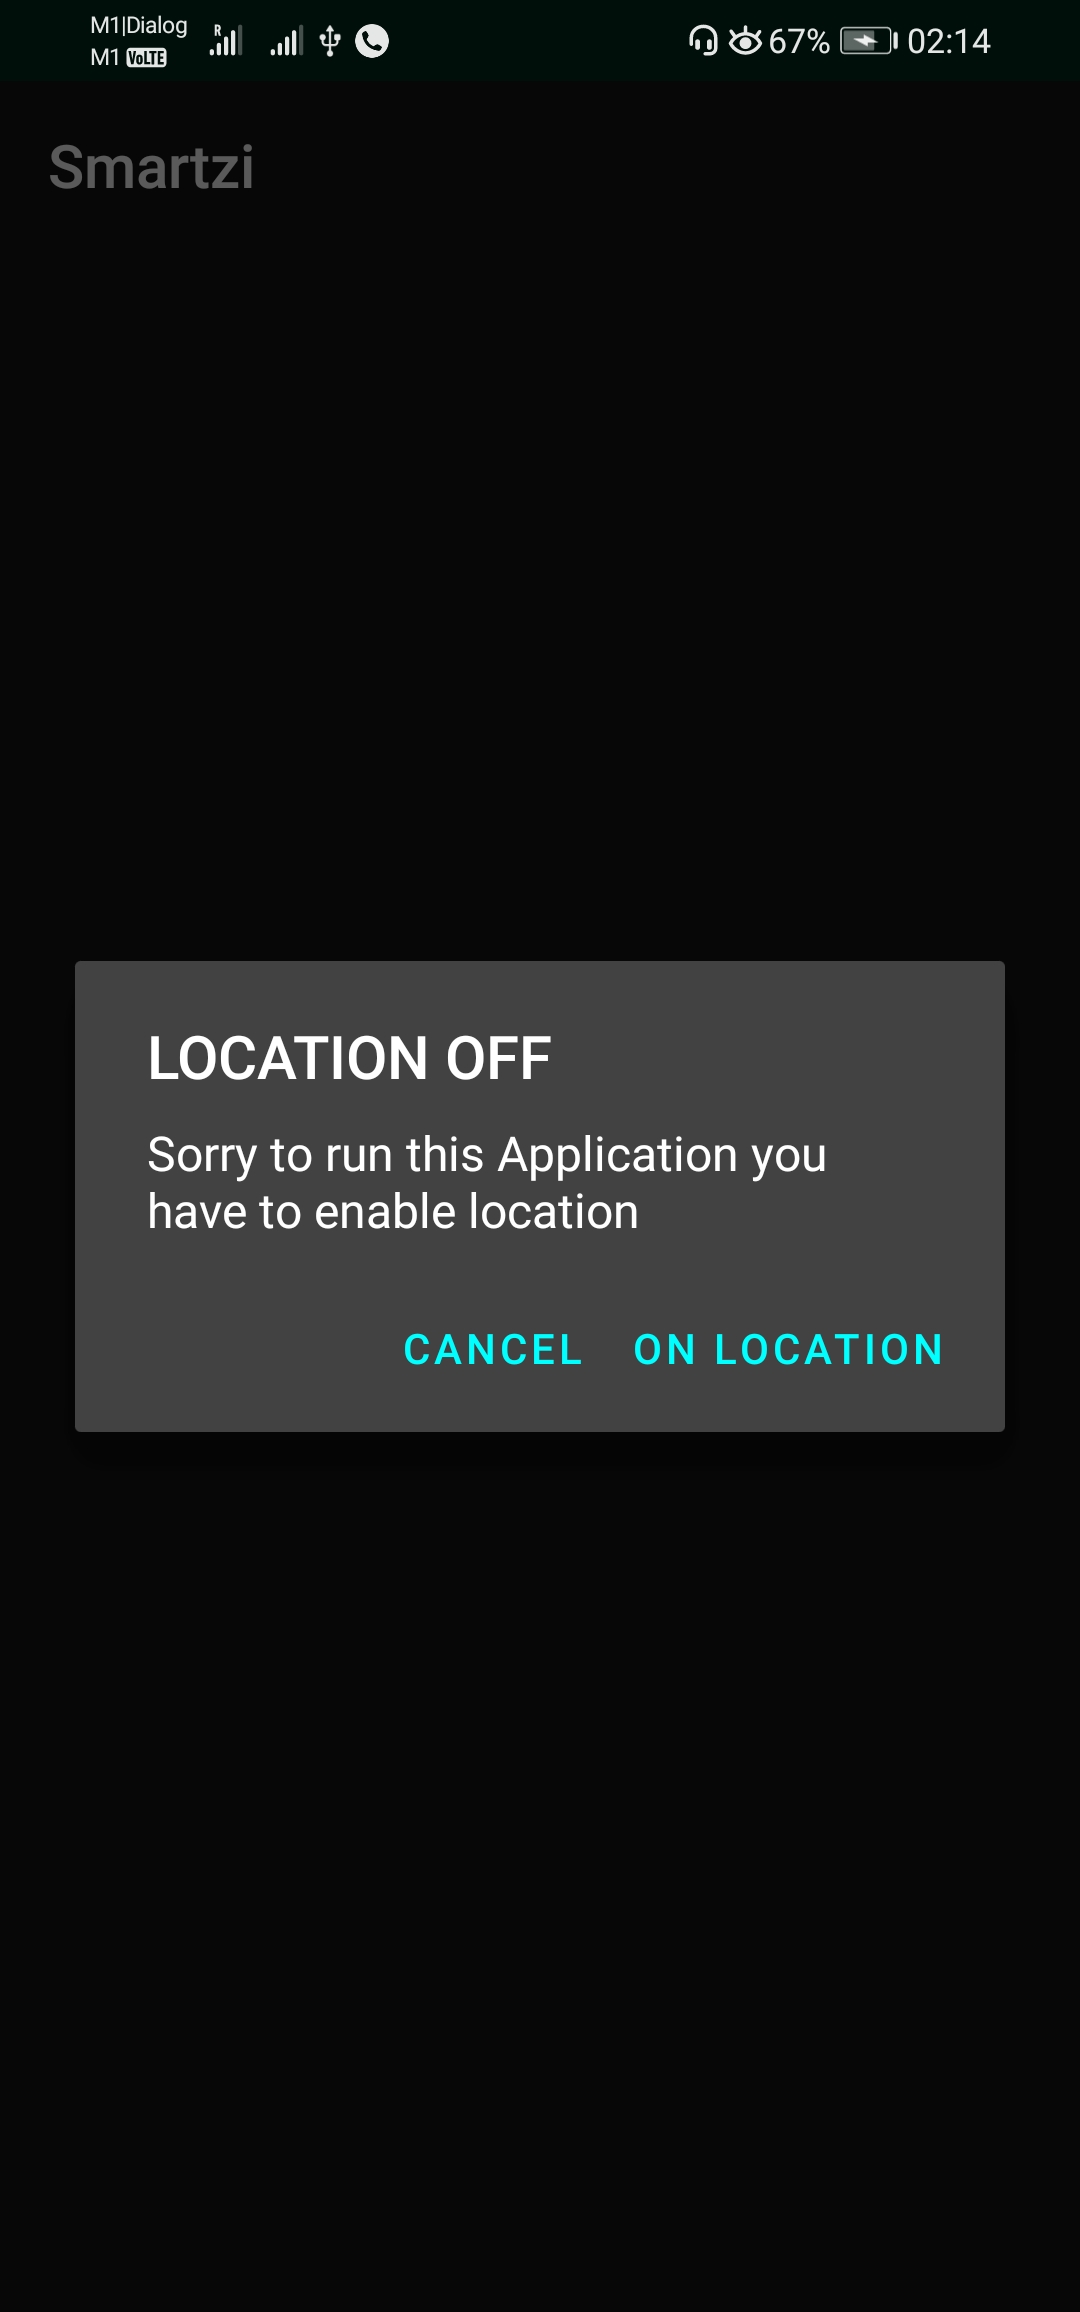 M1|Dialog
M1 VoLTE
R
67%
02:14
Smartzi
LOCATION OFF
Sorry to run this Application you
have to enable location
CANCEL ON LOCATION